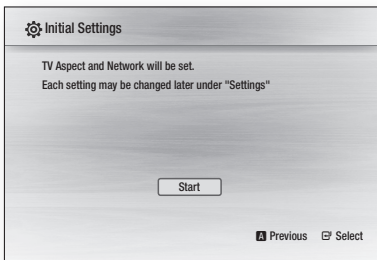 Initial Settings
TV Aspect and Network will be set.
Each setting may be changed later under "Settings"
Start
A Previous Select